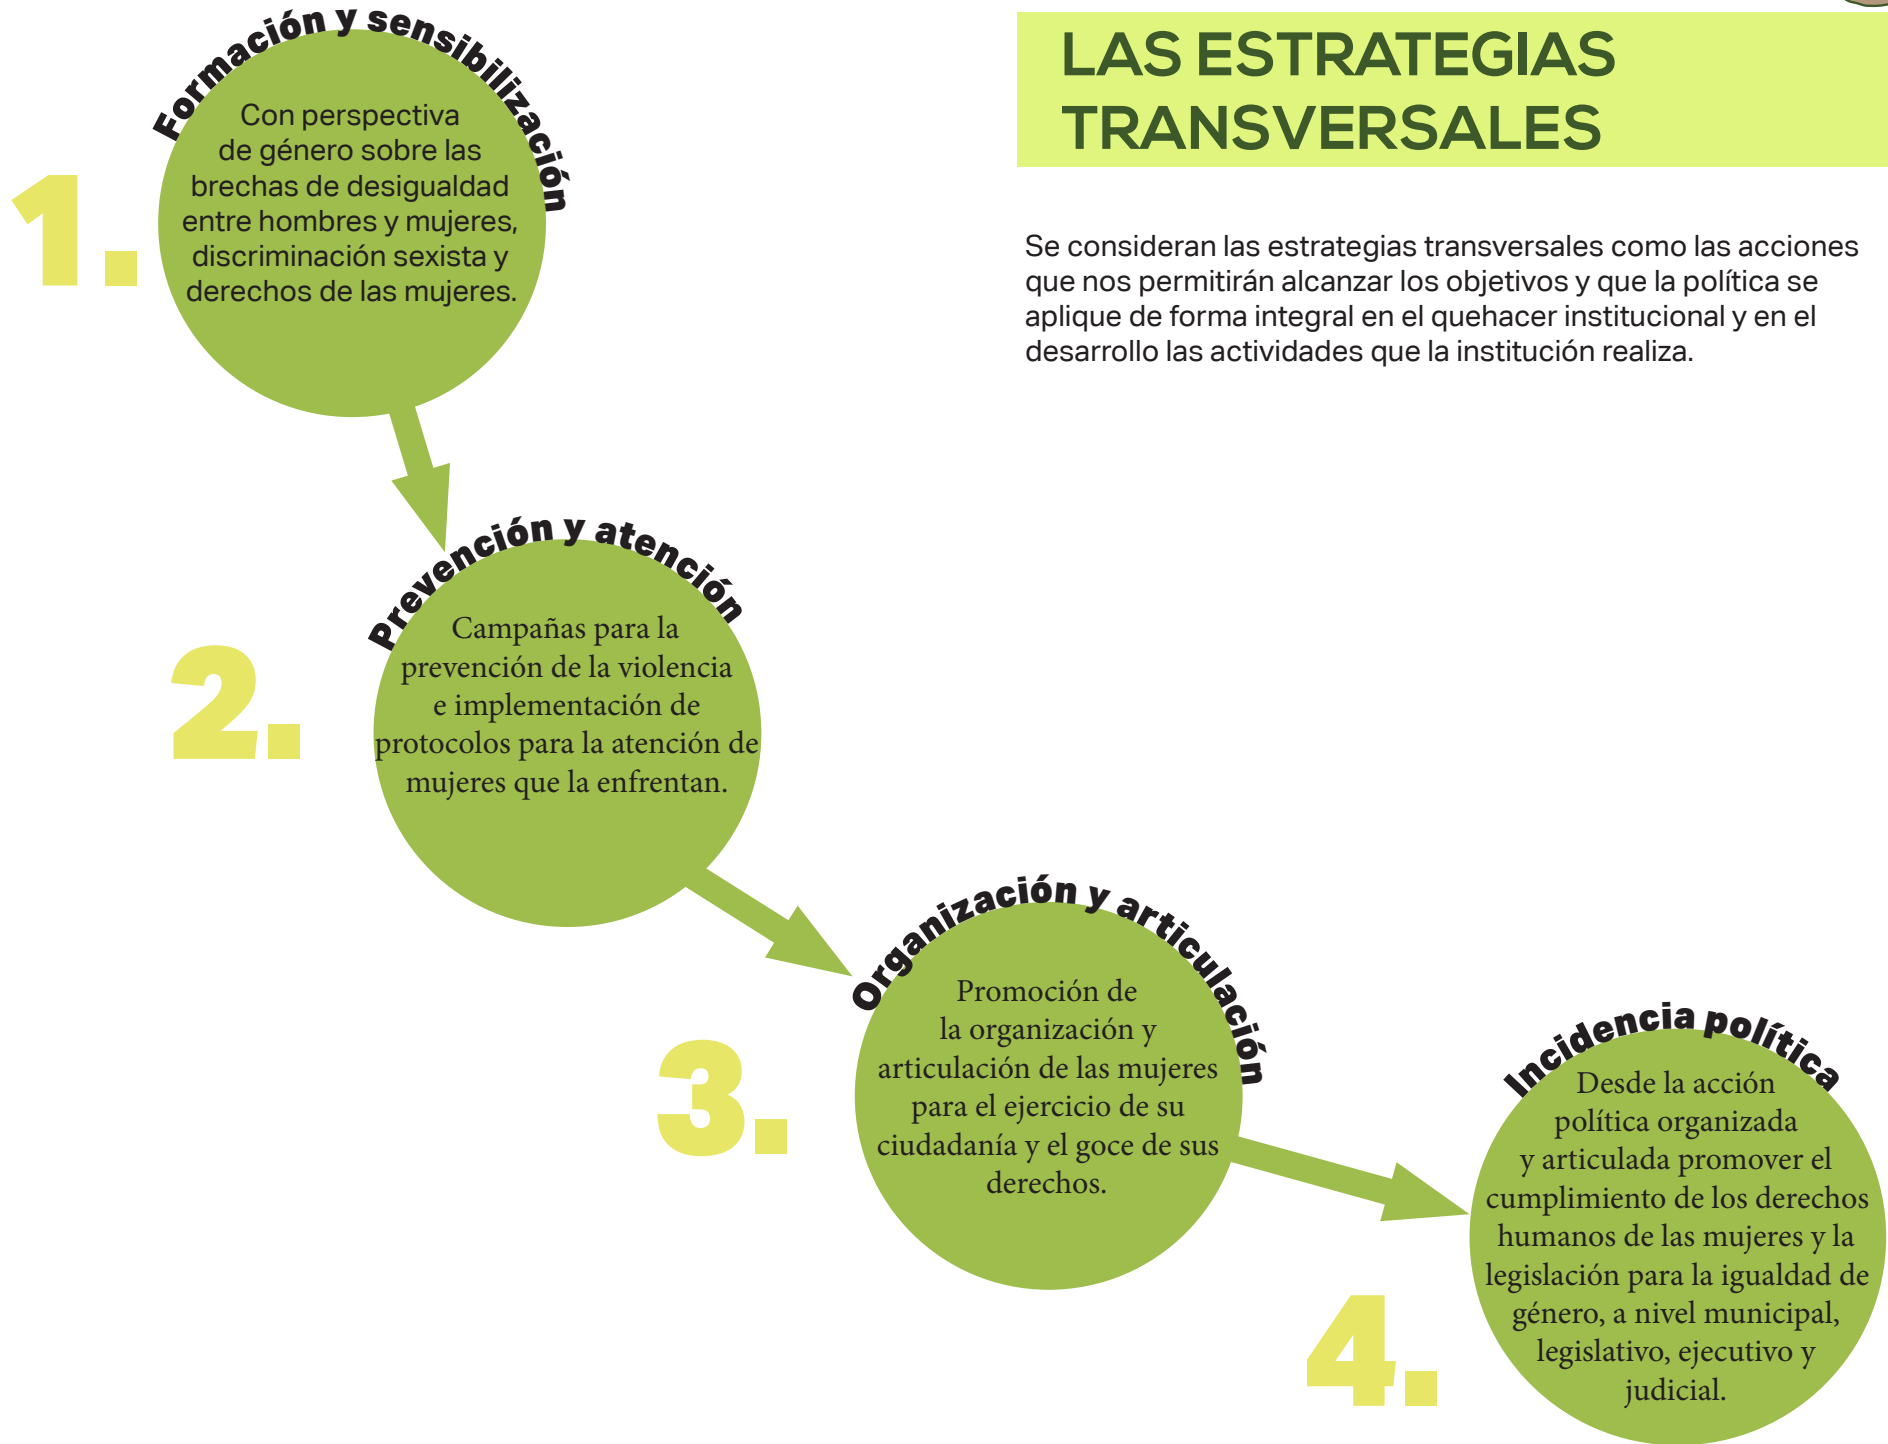 LAS ESTRATEGIAS
TRANSVERSALES
Se consideran las estrategias transversales como las acciones
que nos permitirán alcanzar los objetivos y que la política se
aplique de forma integral en el quehacer institucional y en el
desarrollo las actividades que la institución realiza.
1.
Formación y sensibilización
Con perspectiva
de género sobre las
brechas de desigualdad
entre hombres y mujeres,
discriminación sexista y
derechos de las mujeres.
2.
Prevención y atención
Campañas para la
prevención de la violencia
e implementación de
protocolos para la atención de
mujeres que la enfrentan.
3.
Organización y articulación
Promoción de
la organización y
articulación de las mujeres
para el ejercicio de su
ciudadanía y el goce de sus
derechos.
4.
Incidencia política
Desde la acción
política organizada
y articulada promover el
cumplimiento de los derechos
humanos de las mujeres y la
legislación para la igualdad de
género, a nivel municipal,
legislativo, ejecutivo y
judicial.